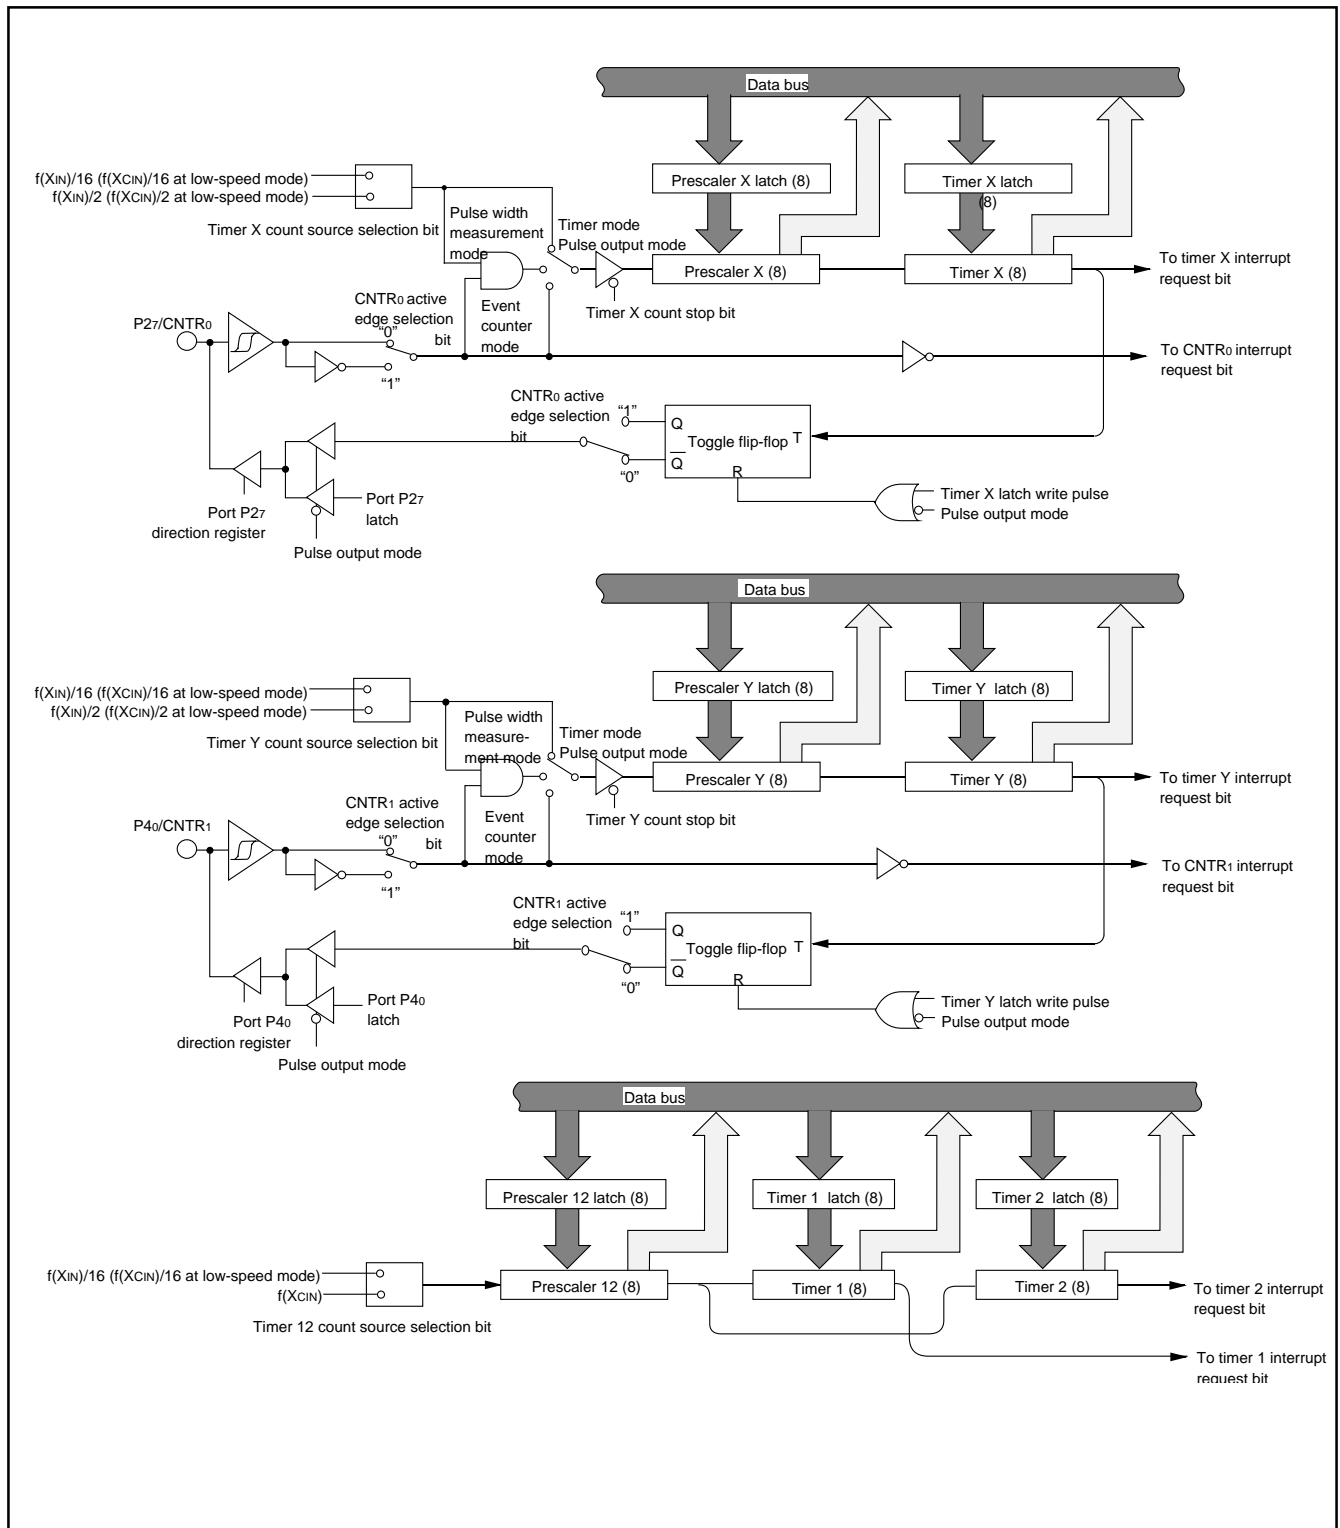 Data bus
f(XIN)/16 (f(XCIN)/16 at low-speed mode)
f(XIN)/2 (f(XCIN)/2 at low-speed mode)
Timer X count source selection bit
Prescaler X latch (8)
Timer X latch
(8)
Pulse width
measurement
mode
Timer mode
Pulse output mode
Prescaler X (8)
Timer X (8)
To timer X interrupt
request bit
Timer X count stop bit
P27/CNTR0
CNTR0 active
edge selection
bit
“0”
“1”
Event
counter
mode
To CNTR0 interrupt
request bit
CNTR0 active
edge selection
bit
“1”
“0”
Q
Toggle flip-flop
T
Q
R
Timer X latch write pulse
Pulse output mode
Port P27
latch
Port P27
direction register
Pulse output mode
Data bus
f(XIN)/16 (f(XCIN)/16 at low-speed mode)
f(XIN)/2 (f(XCIN)/2 at low-speed mode)
Timer Y count source selection bit
Prescaler Y latch (8)
Timer Y latch (8)
Pulse width
measure-
ment mode
Timer mode
Pulse output mode
Prescaler Y (8)
Timer Y (8)
To timer Y interrupt
request bit
Timer Y count stop bit
P40/CNTR1
CNTR1 active
edge selection
bit
“0”
“1”
Event
counter
mode
To CNTR1 interrupt
request bit
CNTR1 active
edge selection
bit
“1”
“0”
Q
Toggle flip-flop
T
Q
R
Timer Y latch write pulse
Pulse output mode
Port P40
latch
Port P40
direction register
Pulse output mode
Data bus
Prescaler 12 latch (8)
Timer 1 latch (8)
Timer 2 latch (8)
f(XIN)/16 (f(XCIN)/16 at low-speed mode)
f(XCIN)
Timer 12 count source selection bit
Prescaler 12 (8)
Timer 1 (8)
Timer 2 (8)
To timer 2 interrupt
request bit
To timer 1 interrupt
request bit